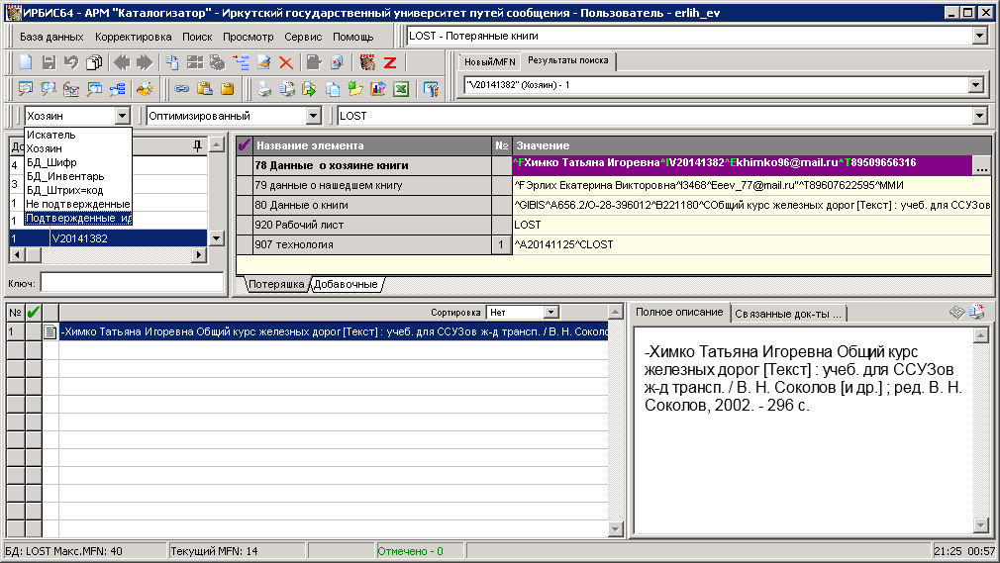 ИРБИС64 - АРМ "Каталогизатор" - Иркутский государственный университет путей сообщения - Пользователь - erlih_ev
База данных Корректировка Поиск Просмотр Сервис Помощь
LOST - Потерянные книги
Новый/MFN Результаты поиска
"V20141382" (Хозяин) - 1
Хозяин
Оптимизированный
LOST
Искатель
Хозяин
БД_Шифр
БД_Инвентарь
БД_Штрих=код
Не подтвержденные
Подтвержденные ид
До
4
3
1
1
1 V20141382
Ключ:
Название элемента № Значение
78 Данные о хозяине книги ^FХимко Татьяна Игоревна^IV20141382^Ekhimko96@mail.ru^T89509656316 ...
79 данные о нашедшем книгу ^FЭрлих Екатерина Викторовна^I3468^Eeev_77@mail.ru"^T89607622595^ММИ
80 Данные о книги ^GIBIS^A656.2/О-28-396012^B221180^CОбщий курс железных дорог [Текст] : учеб. для ССУЗов
920 Рабочий лист LOST
907 технология 1 ^A20141125^CLOST
Потеряшка Добавочные
№ Сортировка Нет
1 -Химко Татьяна Игоревна Общий курс железных дорог [Текст] : учеб. для ССУЗов ж-д трансп. / В. Н. Соколо
Полное описание Связанные док-ты ...
-Химко Татьяна Игоревна Общий курс
железных дорог [Текст] : учеб. для ССУЗов
ж-д трансп. / В. Н. Соколов [и др.] ; ред. В. Н.
Соколов, 2002. - 296 с.
БД: LOST Макс.MFN: 40 Текущий MFN: 14 Отмечено - 0 21:25 00:57